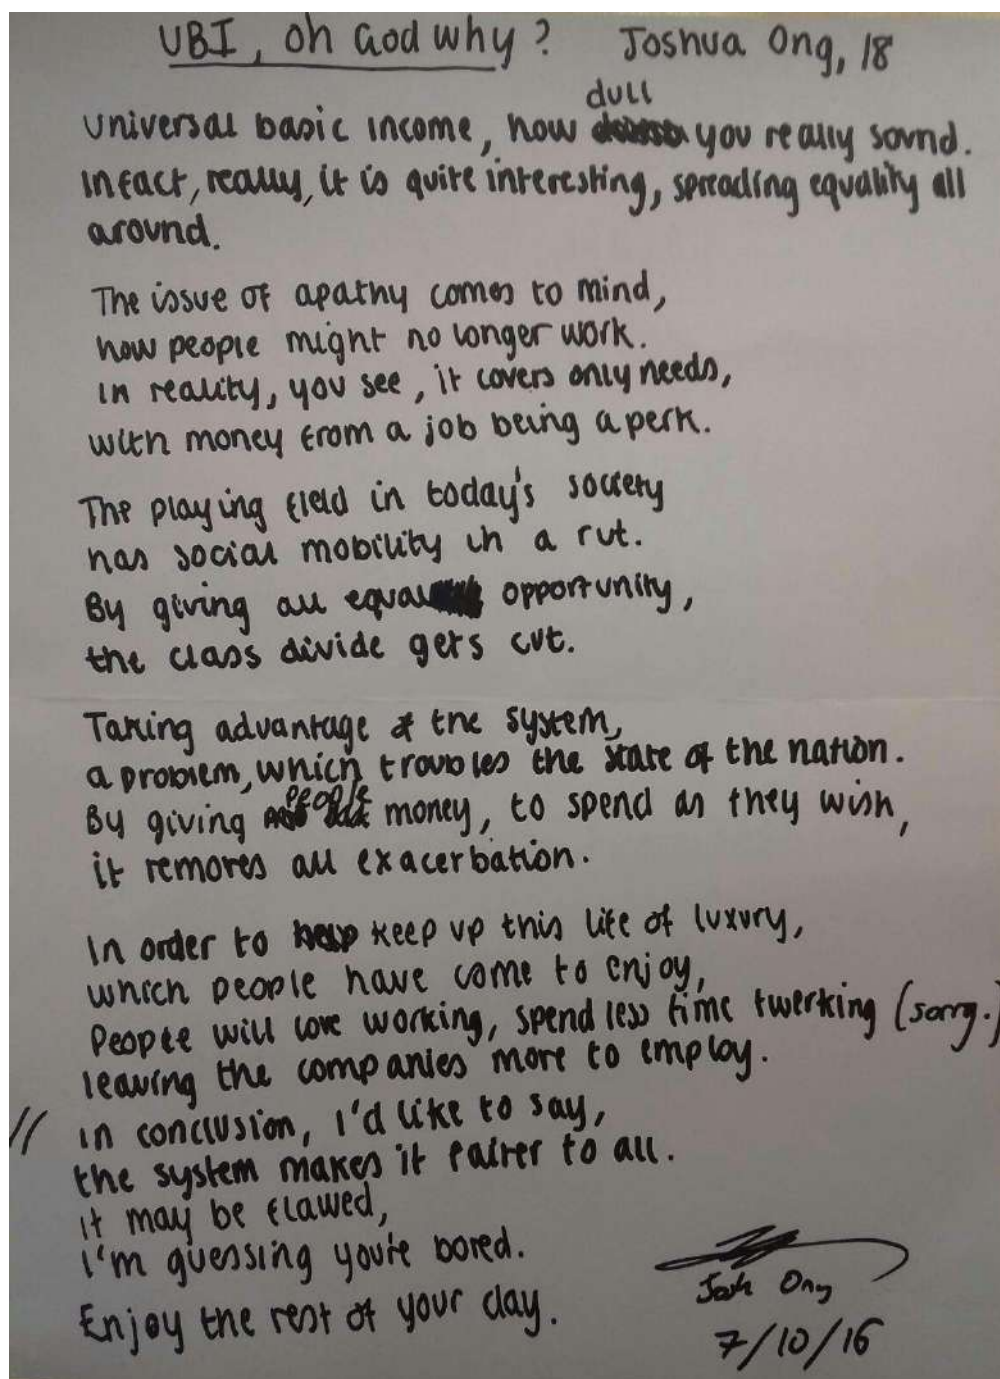 UBI, oh God why? Joshua Ong, 18
dull
Universal basic income, how you really sound.
In fact, really, it is quite interesting, spreading equality all
around.
The issue of apathy comes to mind,
how people might no longer work.
In reality, you see, it covers only needs,
with money from a job being a perk.
The playing field in today's society
has social mobility in a rut.
By giving all equal opportunity,
the class divide gets cut.
Taking advantage of the system,
a problem, which troubles the state of the nation.
people
By giving money, to spend as they wish,
it removes all exacerbation.
In order to keep up this life of luxury,
which people have come to enjoy,
People will love working, spend less time twerking (sorry.)
leaving the companies more to employ.
// In conclusion, I'd like to say,
the system makes it fairer to all.
It may be flawed,
I'm guessing you're bored.
Enjoy the rest of your day.
Josh Ong
7/10/16